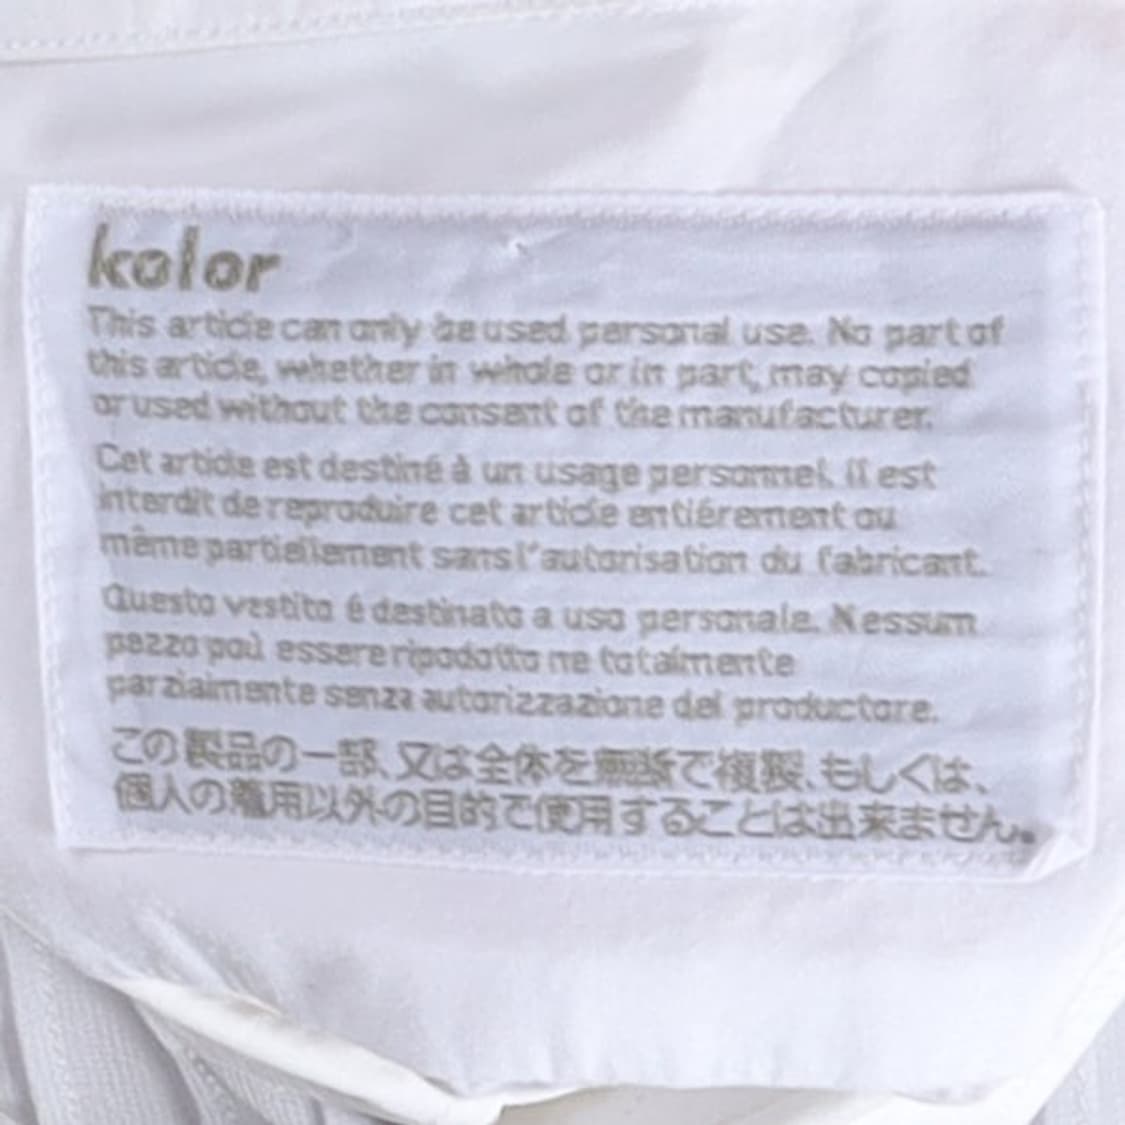 kolor
This article can only be used personal use. No part of
this article, whether in whole or in part, may copied
or used without the consent of the manufacturer.
Cet article est destiné à un usage personnel. Il est
interdit de reproduire cet article entiérement ou
même partiellement sans l'autorisation du fabricant.
Questo vestito é destinato a uso personale. Nessum
pezzo poù essere ripodotto ne totalmente
parzialmente senza autorizzazione del productore.
この製品の一部、又は全体を無断で複製、もしくは、
個人の着用以外の目的で使用することは出来ません。